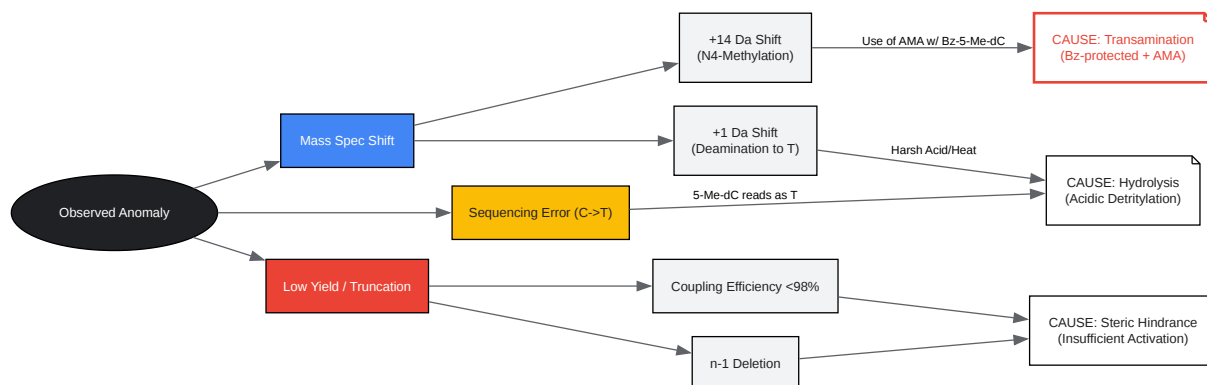 +14 Da Shift
(N4-Methylation)
Use of AMA w/ Bz-5-Me-dC
CAUSE: Transamination
(Bz-protected + AMA)
Mass Spec Shift
+1 Da Shift
(Deamination to T)
Harsh Acid/Heat
CAUSE: Hydrolysis
(Acidic Detritylation)
Observed Anomaly
Sequencing Error (C->T)
5-Me-dC reads as T
Low Yield / Truncation
Coupling Efficiency <98%
CAUSE: Steric Hindrance
(Insufficient Activation)
n-1 Deletion